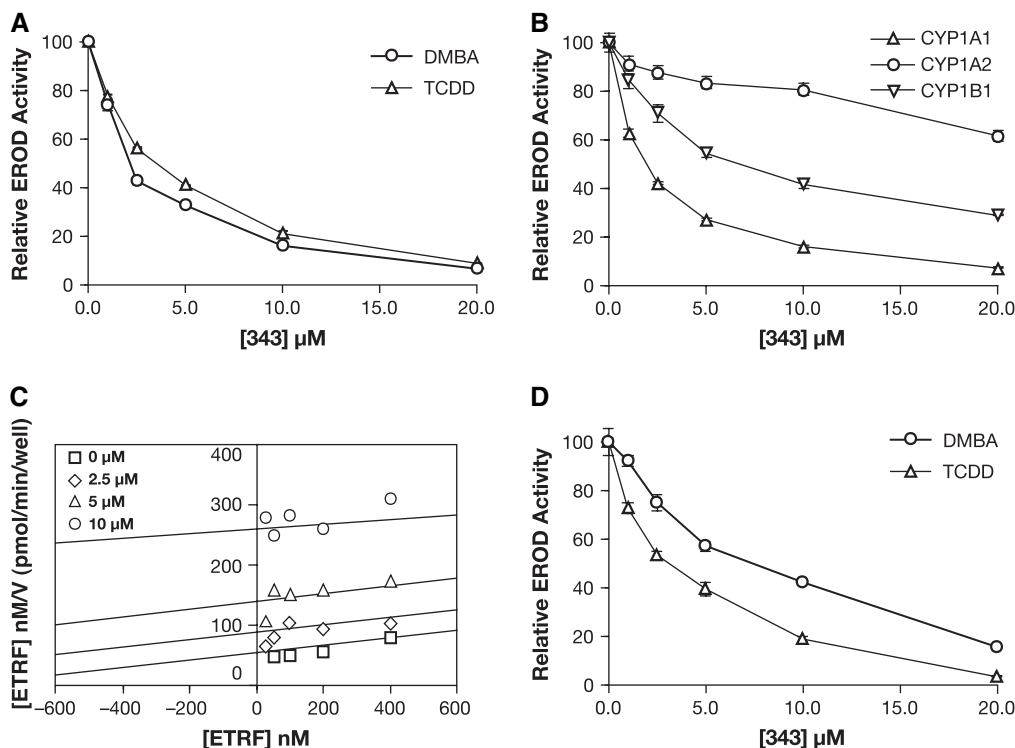 A
Relative EROD Activity
100
80
60
40
20
0
0.0 5.0 10.0 15.0 20.0
[343] µM
DMBA
TCDD
B
Relative EROD Activity
100
80
60
40
20
0
0.0 5.0 10.0 15.0 20.0
[343] µM
CYP1A1
CYP1A2
CYP1B1
C
[ETRF] nM/V (pmol/min/well)
0 µM
2.5 µM
5 µM
10 µM
400
300
200
100
0
−600 −400 −200 0 200 400 600
[ETRF] nM
D
Relative EROD Activity
100
80
60
40
20
0
0.0 5.0 10.0 15.0 20.0
[343] µM
DMBA
TCDD